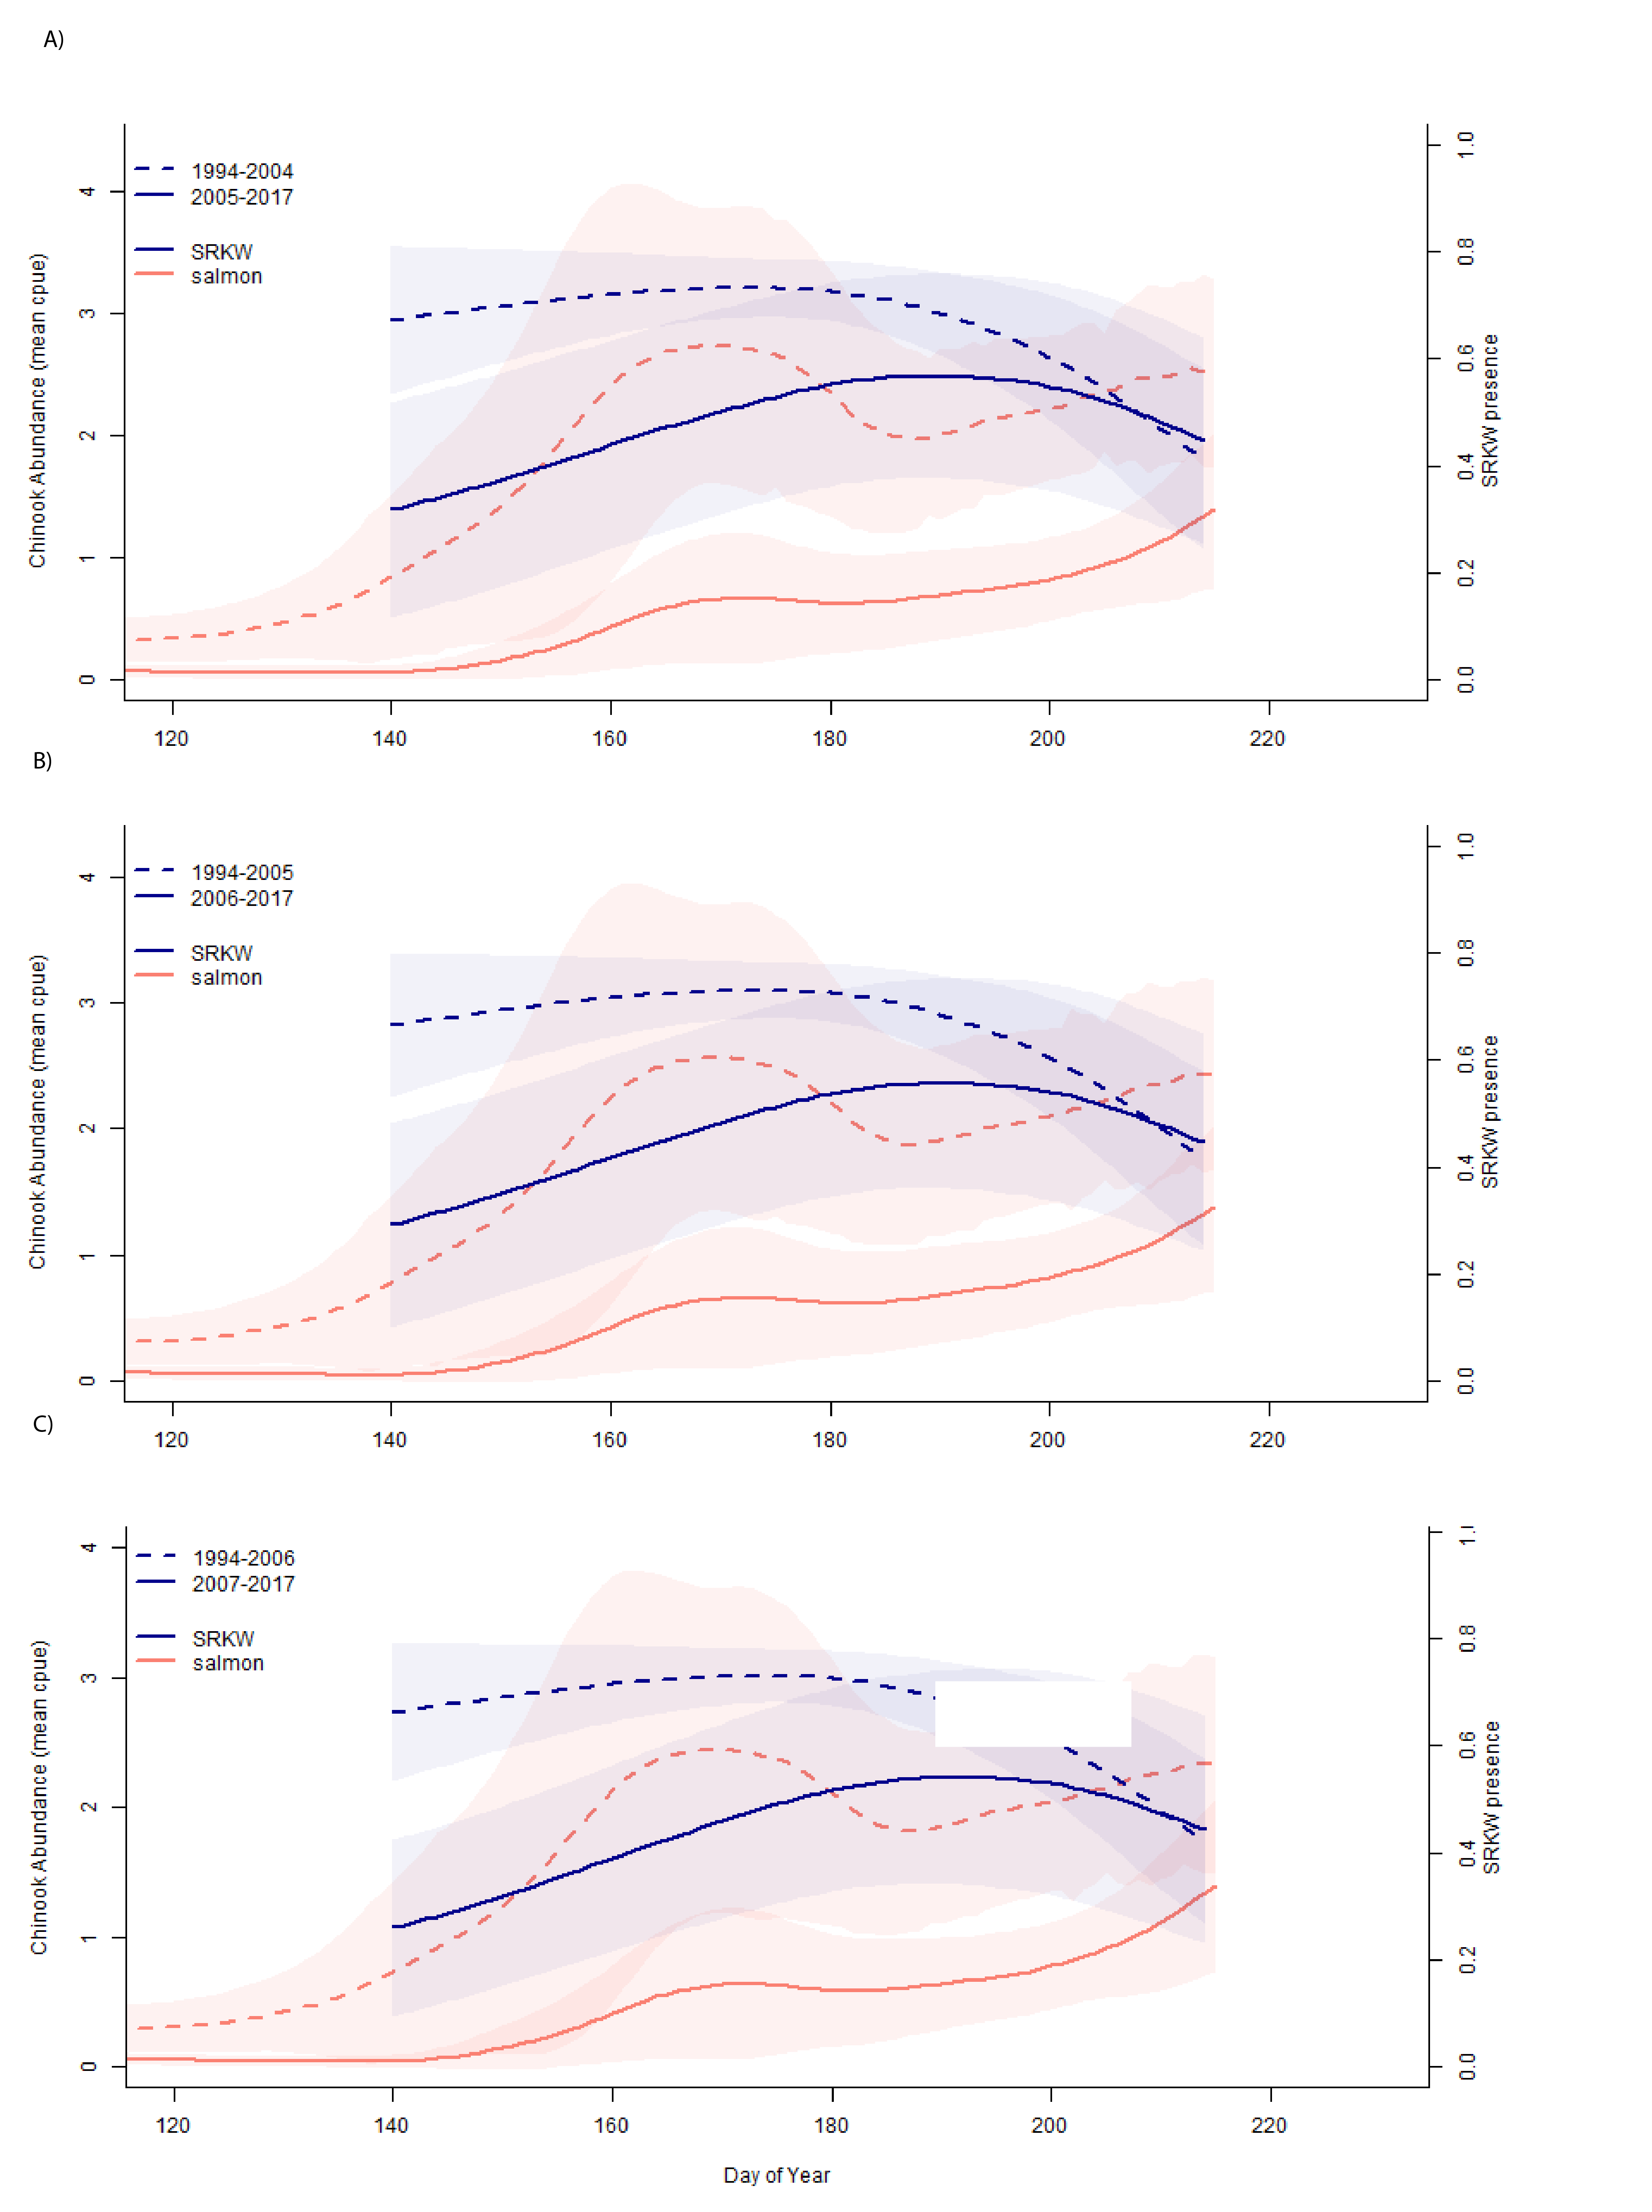 A)
1994-2004
2005-2017
SRKW
salmon
Chinook Abundance (mean cpue)
0 1 2 3 4
SRKW presence
0.0 0.2 0.4 0.6 0.8 1.0
120 140 160 180 200 220
B)
1994-2005
2006-2017
SRKW
salmon
Chinook Abundance (mean cpue)
0 1 2 3 4
SRKW presence
0.0 0.2 0.4 0.6 0.8 1.0
120 140 160 180 200 220
C)
1994-2006
2007-2017
SRKW
salmon
Chinook Abundance (mean cpue)
0 1 2 3 4
SRKW presence
0.0 0.2 0.4 0.6 0.8
120 140 160 180 200 220
Day of Year